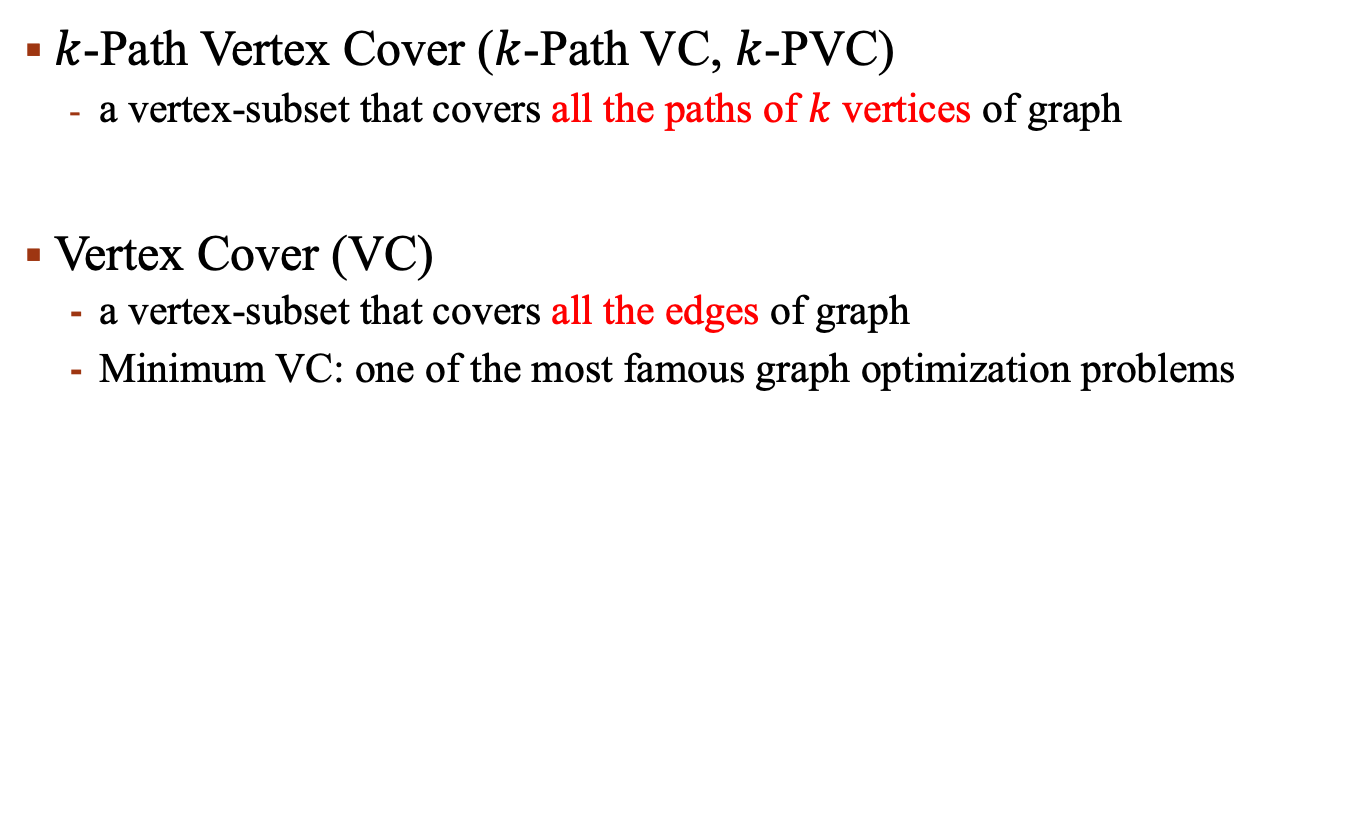 ▪ k-Path Vertex Cover (k-Path VC, k-PVC)
- a vertex-subset that covers all the paths of k vertices of graph
▪ Vertex Cover (VC)
- a vertex-subset that covers all the edges of graph
- Minimum VC: one of the most famous graph optimization problems